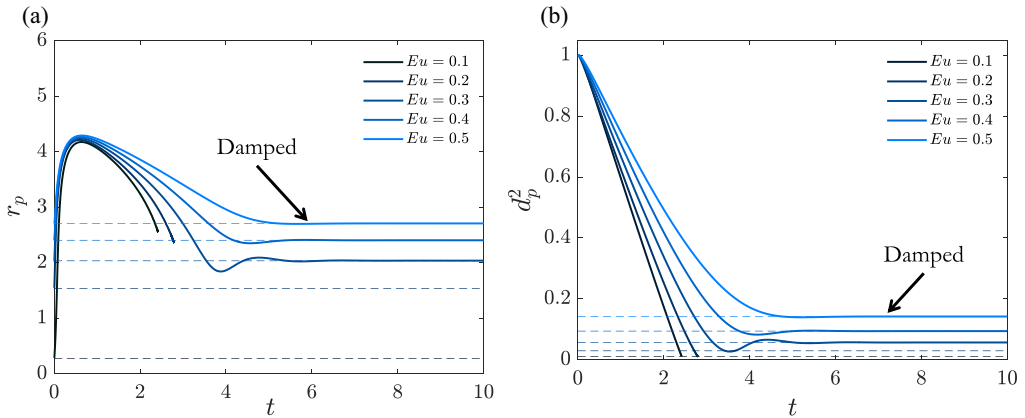 (a)
6
5
4
3
2
1
0
r_p
0 2 4 6 8 10
t
Eu = 0.1
Eu = 0.2
Eu = 0.3
Eu = 0.4
Eu = 0.5
Damped
(b)
1
0.8
0.6
0.4
0.2
0
d_p^2
0 2 4 6 8 10
t
Eu = 0.1
Eu = 0.2
Eu = 0.3
Eu = 0.4
Eu = 0.5
Damped